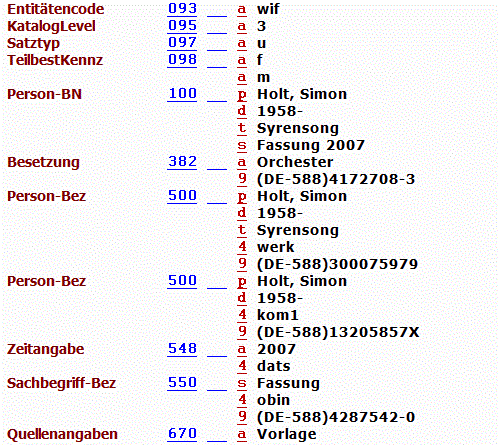 Entitätencode 093 __ a wif
KatalogLevel 095 __ a 3
Satztyp 097 __ a u
TeilbestKennz 098 __ a f
a m
Person-BN 100 __ p Holt, Simon
d 1958-
t Syrensong
s Fassung 2007
Besetzung 382 __ a Orchester
9 (DE-588)4172708-3
Person-Bez 500 __ p Holt, Simon
d 1958-
t Syrensong
4 werk
9 (DE-588)300075979
Person-Bez 500 __ p Holt, Simon
d 1958-
4 kom1
9 (DE-588)13205857X
Zeitangabe 548 __ a 2007
4 dats
Sachbegriff-Bez 550 __ s Fassung
4 obin
9 (DE-588)4287542-0
Quellenangaben 670 __ a Vorlage